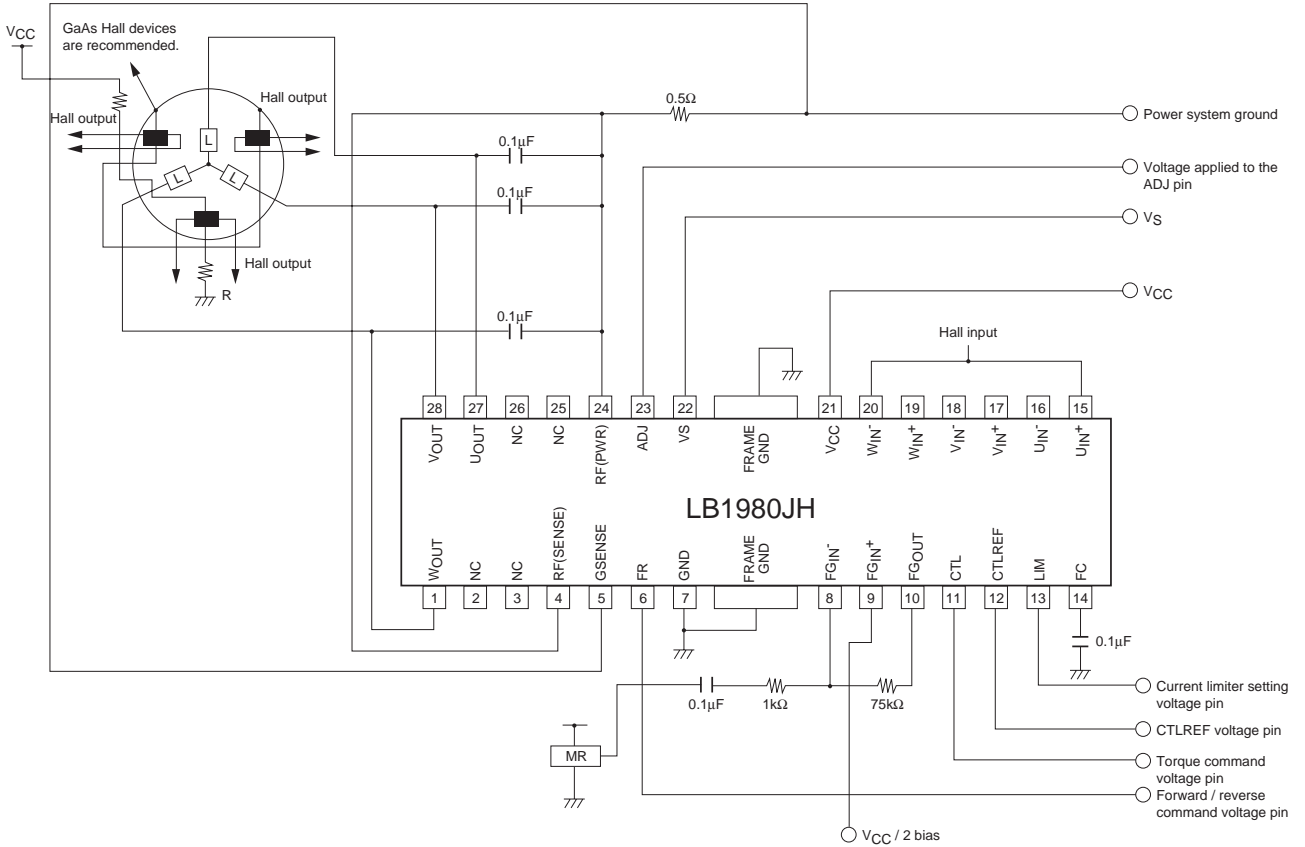 VCC
GaAs Hall devices
are recommended.
Hall output
Hall output
L
L
L
Hall output
R
0.1µF
0.1µF
0.1µF
0.5Ω
Power system ground
Voltage applied to the
ADJ pin
VS
VCC
Hall input
28 27 26 25 24 23 22 21 20 19 18 17 16 15
VOUT UOUT NC NC RF(PWR) ADJ VS FRAME GND VCC WIN- WIN+ VIN- VIN+ UIN- UIN+
LB1980JH
WOUT NC NC RF(SENSE) GSENSE FR GND FRAME GND FGIN- FGIN+ FGOUT CTL CTLREF LIM FC
1 2 3 4 5 6 7 8 9 10 11 12 13 14
0.1µF
0.1µF 1kΩ 75kΩ
MR
Current limiter setting
voltage pin
CTLREF voltage pin
Torque command
voltage pin
Forward / reverse
command voltage pin
VCC / 2 bias